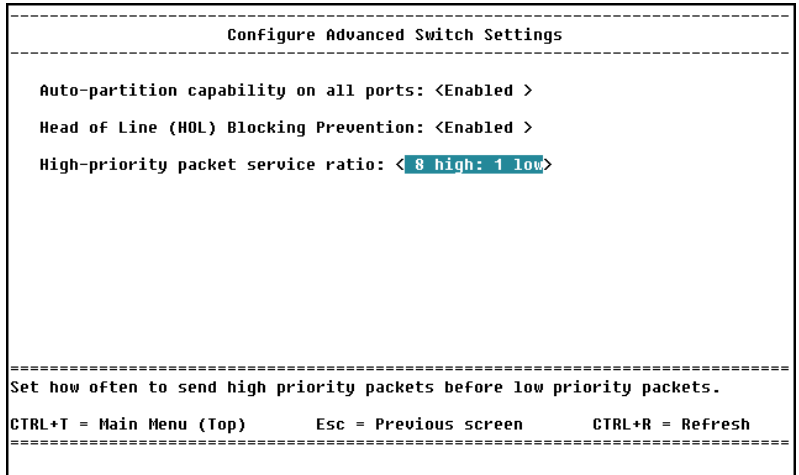 Configure Advanced Switch Settings
Auto-partition capability on all ports: <Enabled >
Head of Line (HOL) Blocking Prevention: <Enabled >
High-priority packet service ratio: < 8 high: 1 low>
Set how often to send high priority packets before low priority packets.
CTRL+T = Main Menu (Top) Esc = Previous screen CTRL+R = Refresh